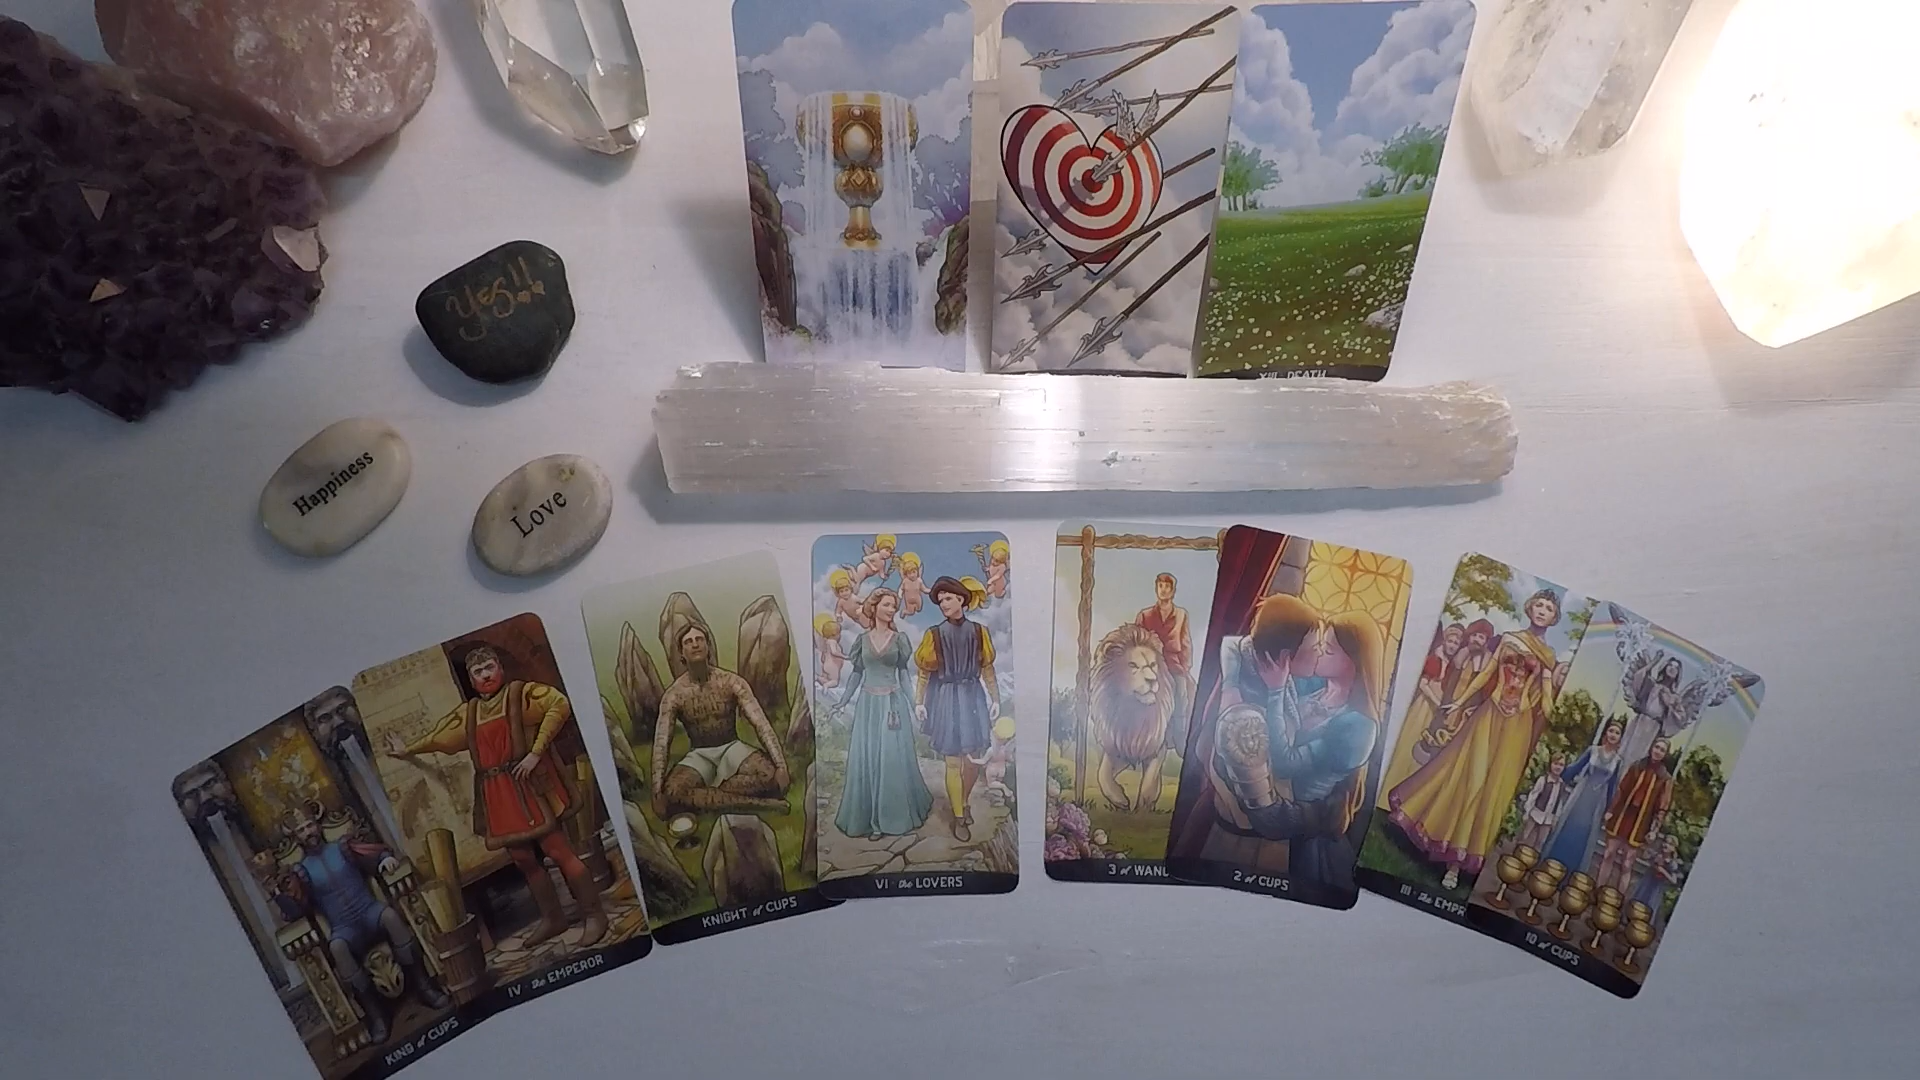 XIII · DEATH
Yes!!
Happiness
Love
KING of CUPS
IV · the EMPEROR
KNIGHT of CUPS
VI · the LOVERS
3 of WAN
2 of CUPS
III · the EMPR
10 of CUPS